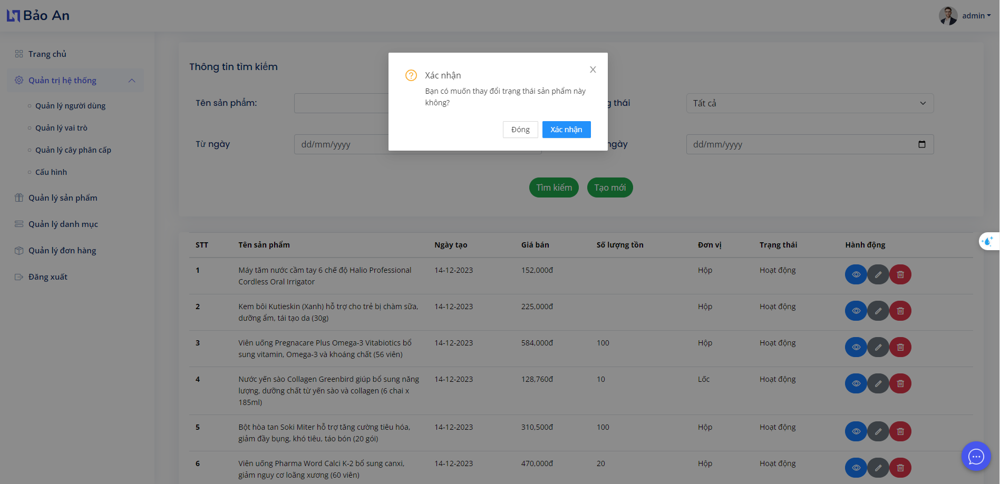 Bảo An
admin
Trang chủ
Quản trị hệ thống
Quản lý người dùng
Quản lý vai trò
Quản lý cây phân cấp
Cấu hình
Quản lý sản phẩm
Quản lý danh mục
Quản lý đơn hàng
Đăng xuất
Thông tin tìm kiếm
Xác nhận
Bạn có muốn thay đổi trạng thái sản phẩm này
không?
Đóng Xác nhận
Tên sản phẩm:
thái
Tất cả
Từ ngày
dd/mm/yyyy
ngày
dd/mm/yyyy
Tìm kiếm Tạo mới
STT Tên sản phẩm Ngày tạo Giá bán Số lượng tồn Đơn vị Trạng thái Hành động
1 Máy tăm nước cầm tay 6 chế độ Halio Professional 14-12-2023 152,000đ Hộp Hoạt động
Cordless Oral Irrigator
2 Kem bôi Kutieskin (Xanh) hỗ trợ cho trẻ bị chàm sữa, 14-12-2023 225,000đ Hộp Hoạt động
dưỡng ẩm, tái tạo da (30g)
3 Viên uống Pregnacare Plus Omega-3 Vitabiotics bổ 14-12-2023 584,000đ 100 Hộp Hoạt động
sung vitamin, Omega-3 và khoáng chất (56 viên)
4 Nước yến sào Collagen Greenbird giúp bổ sung năng 14-12-2023 128,760đ 10 Lốc Hoạt động
lượng, dưỡng chất từ yến sào và collagen (6 chai x
185ml)
5 Bột hòa tan Soki Miter hỗ trợ tăng cường tiêu hóa, 14-12-2023 310,500đ 100 Hộp Hoạt động
giảm đầy bụng, khó tiêu, táo bón (20 gói)
6 Viên uống Pharma Word Calci K-2 bổ sung canxi, 14-12-2023 470,000đ 20 Hộp Hoạt động
giảm nguy cơ loãng xương (60 viên)